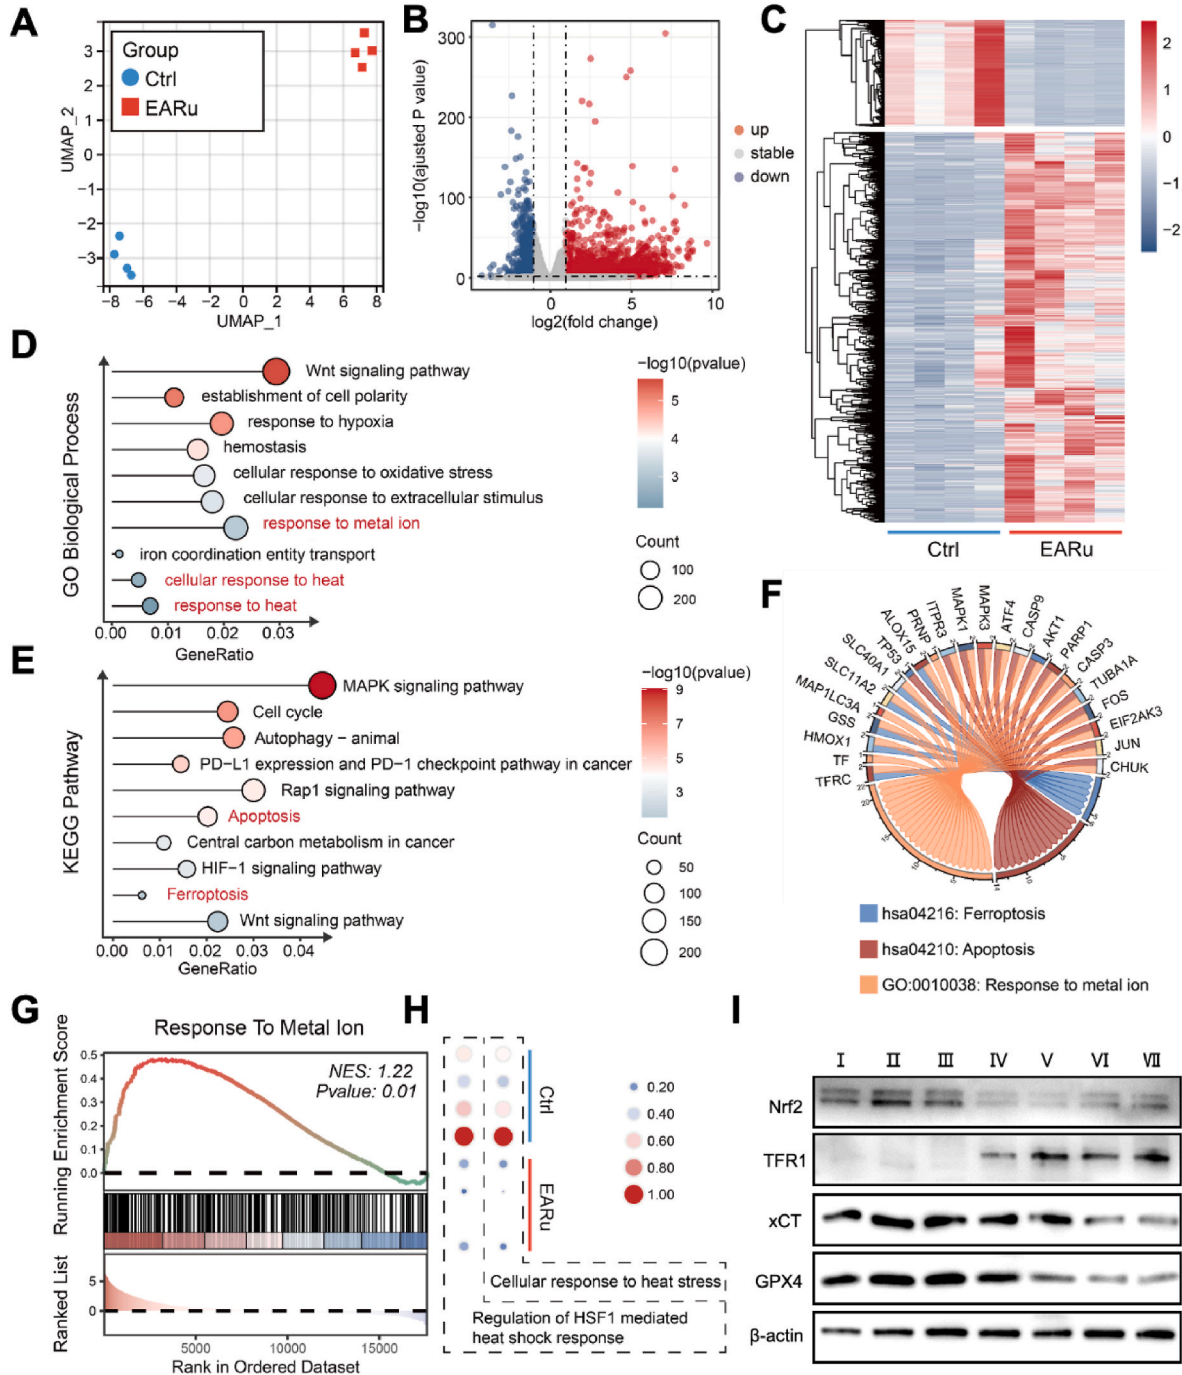 A
Group
Ctrl
EARu
UMAP_2
3
2
1
0
−1
−2
−3
−8
−6
−4
−2
0
2
4
6
8
UMAP_1
B
−log10(ajusted P value)
300
200
100
0
0
5
10
log2(fold change)
up
stable
down
C
2
1
0
−1
−2
Ctrl
EARu
D
GO Biological Process
Wnt signaling pathway
establishment of cell polarity
response to hypoxia
hemostasis
cellular response to oxidative stress
cellular response to extracellular stimulus
response to metal ion
iron coordination entity transport
cellular response to heat
response to heat
0.00
0.01
0.02
0.03
GeneRatio
−log10(pvalue)
5
4
3
Count
100
200
E
KEGG Pathway
MAPK signaling pathway
Cell cycle
Autophagy − animal
PD−L1 expression and PD−1 checkpoint pathway in cancer
Rap1 signaling pathway
Apoptosis
Central carbon metabolism in cancer
HIF−1 signaling pathway
Ferroptosis
Wnt signaling pathway
0.00
0.01
0.02
0.03
0.04
GeneRatio
−log10(pvalue)
9
7
5
3
Count
50
100
150
200
F
TFRC
TF
HMOX1
GSS
MAP1LC3A
SLC11A2
SLC40A1
TP53
ALOX15
PRNP
ITPR3
MAPK1
MAPK3
ATF4
CASP9
AKT1
PARP1
CASP3
TUBA1A
FOS
EIF2AK3
JUN
CHUK
hsa04216: Ferroptosis
hsa04210: Apoptosis
GO:0010038: Response to metal ion
G
Response To Metal Ion
Running Enrichment Score
0.5
0.4
0.3
0.2
0.1
0.0
NES: 1.22
Pvalue: 0.01
Ranked List
5
0
5000
10000
15000
Rank in Ordered Dataset
H
Ctrl
EARu
0.20
0.40
0.60
0.80
1.00
Cellular response to heat stress
Regulation of HSF1 mediated
heat shock response
I
I II III IV V VI VII
Nrf2
TFR1
xCT
GPX4
β-actin